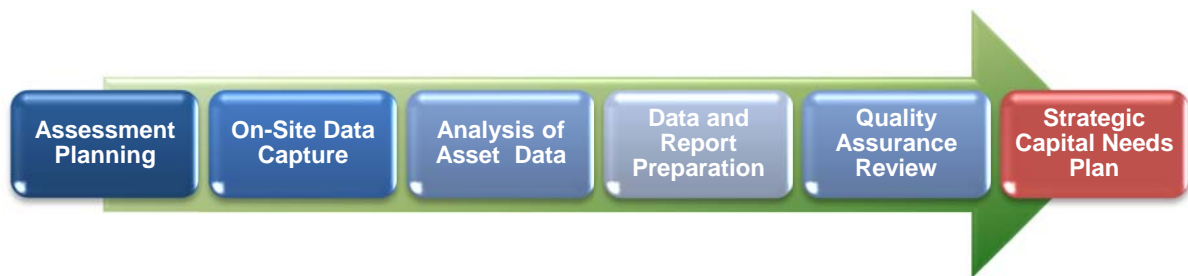 Assessment
Planning
On-Site Data
Capture
Analysis of
Asset Data
Data and
Report
Preparation
Quality
Assurance
Review
Strategic
Capital Needs
Plan